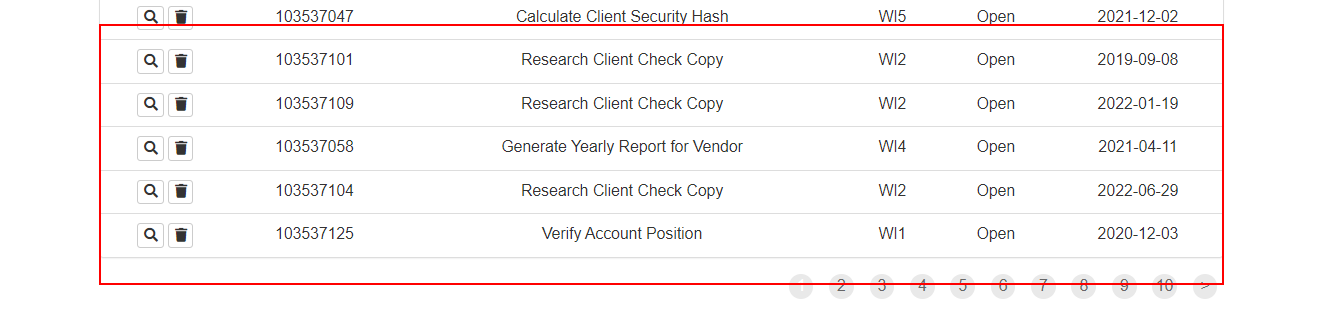 103537047 Calculate Client Security Hash WI5 Open 2021-12-02
103537101 Research Client Check Copy WI2 Open 2019-09-08
103537109 Research Client Check Copy WI2 Open 2022-01-19
103537058 Generate Yearly Report for Vendor WI4 Open 2021-04-11
103537104 Research Client Check Copy WI2 Open 2022-06-29
103537125 Verify Account Position WI1 Open 2020-12-03
1 2 3 4 5 6 7 8 9 10 >